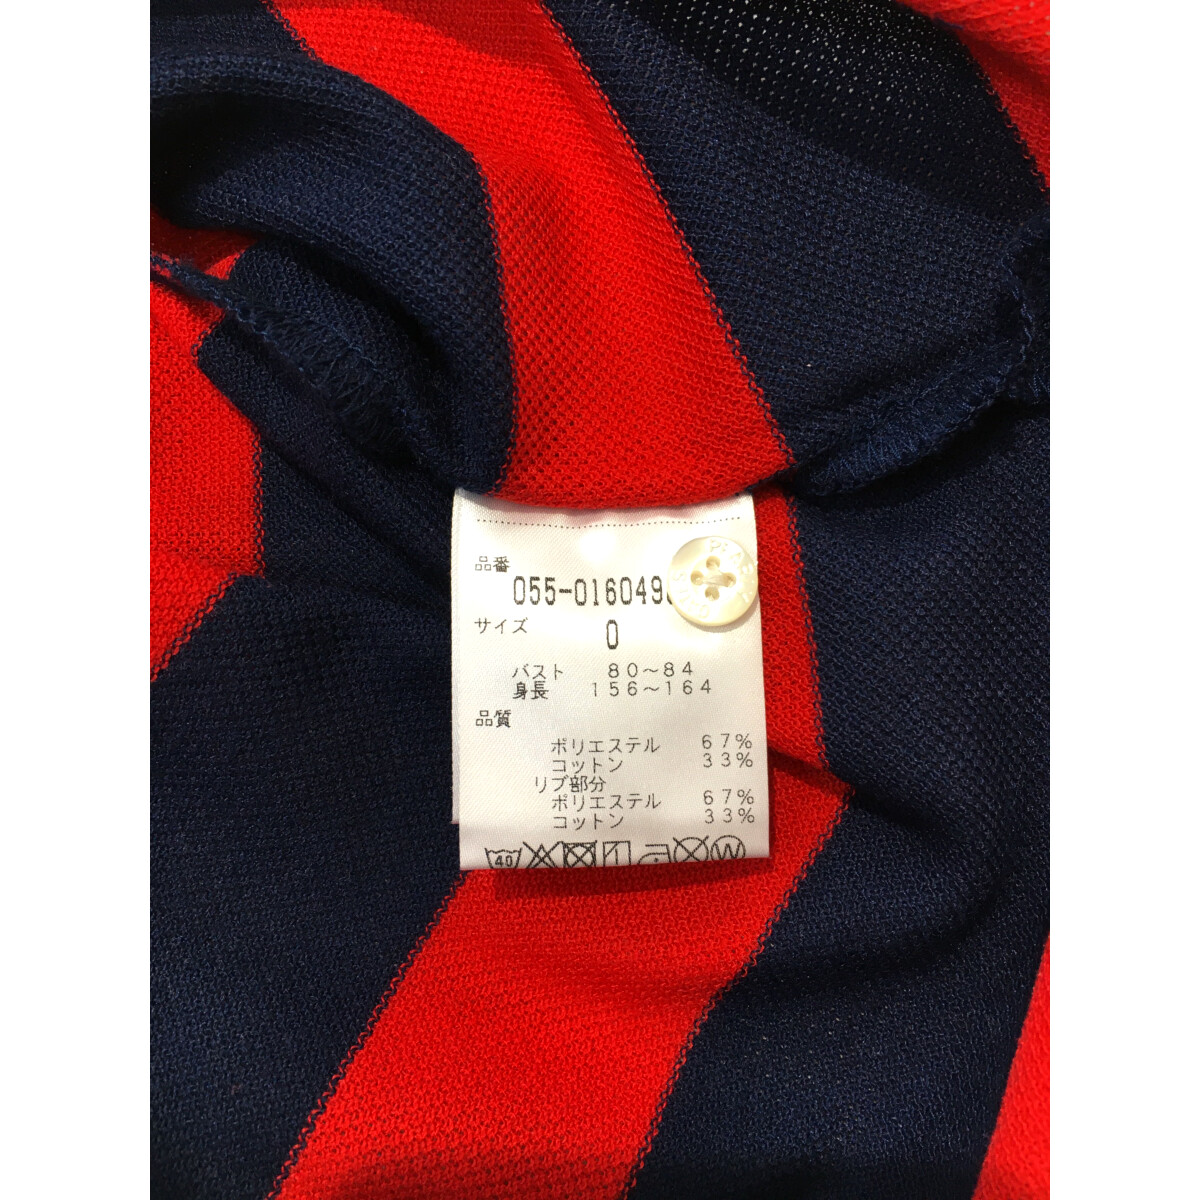 品番
055-016049
サイズ
0
バスト 80～84
身長 156～164
品質
ポリエステル 67%
コットン 33%
リブ部分
ポリエステル 67%
コットン 33%
40
W